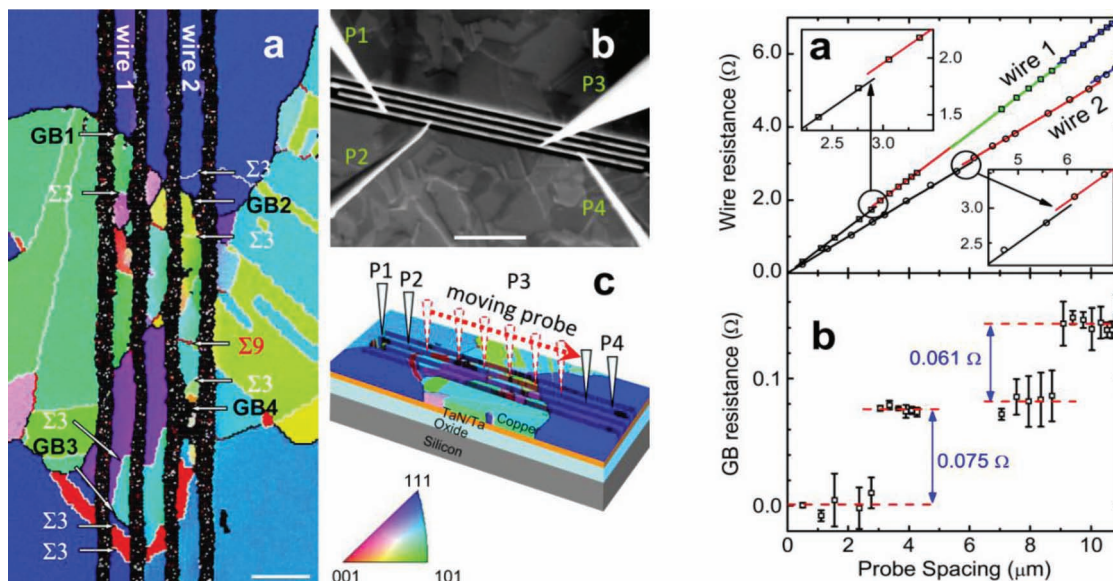 a
wire 1
wire 2
GB1
Σ3
Σ3
GB2
Σ3
Σ9
Σ3
GB4
Σ3
GB3
Σ3
Σ3
b
P1
P3
P2
P4
c
P1
P2
P3
moving probe
P4
TaN/Ta
Coppe
Oxide
Silicon
111
001
101
a
Wire resistance (Ω)
6.0
4.0
2.0
0.0
2.0
1.75
1.5
2.5
3.0
wire 1
wire 2
5
6
3.0
2.5
b
GB resistance (Ω)
0.1
0.0
0.061 Ω
0.075 Ω
0
2
4
6
8
10
Probe Spacing (μm)